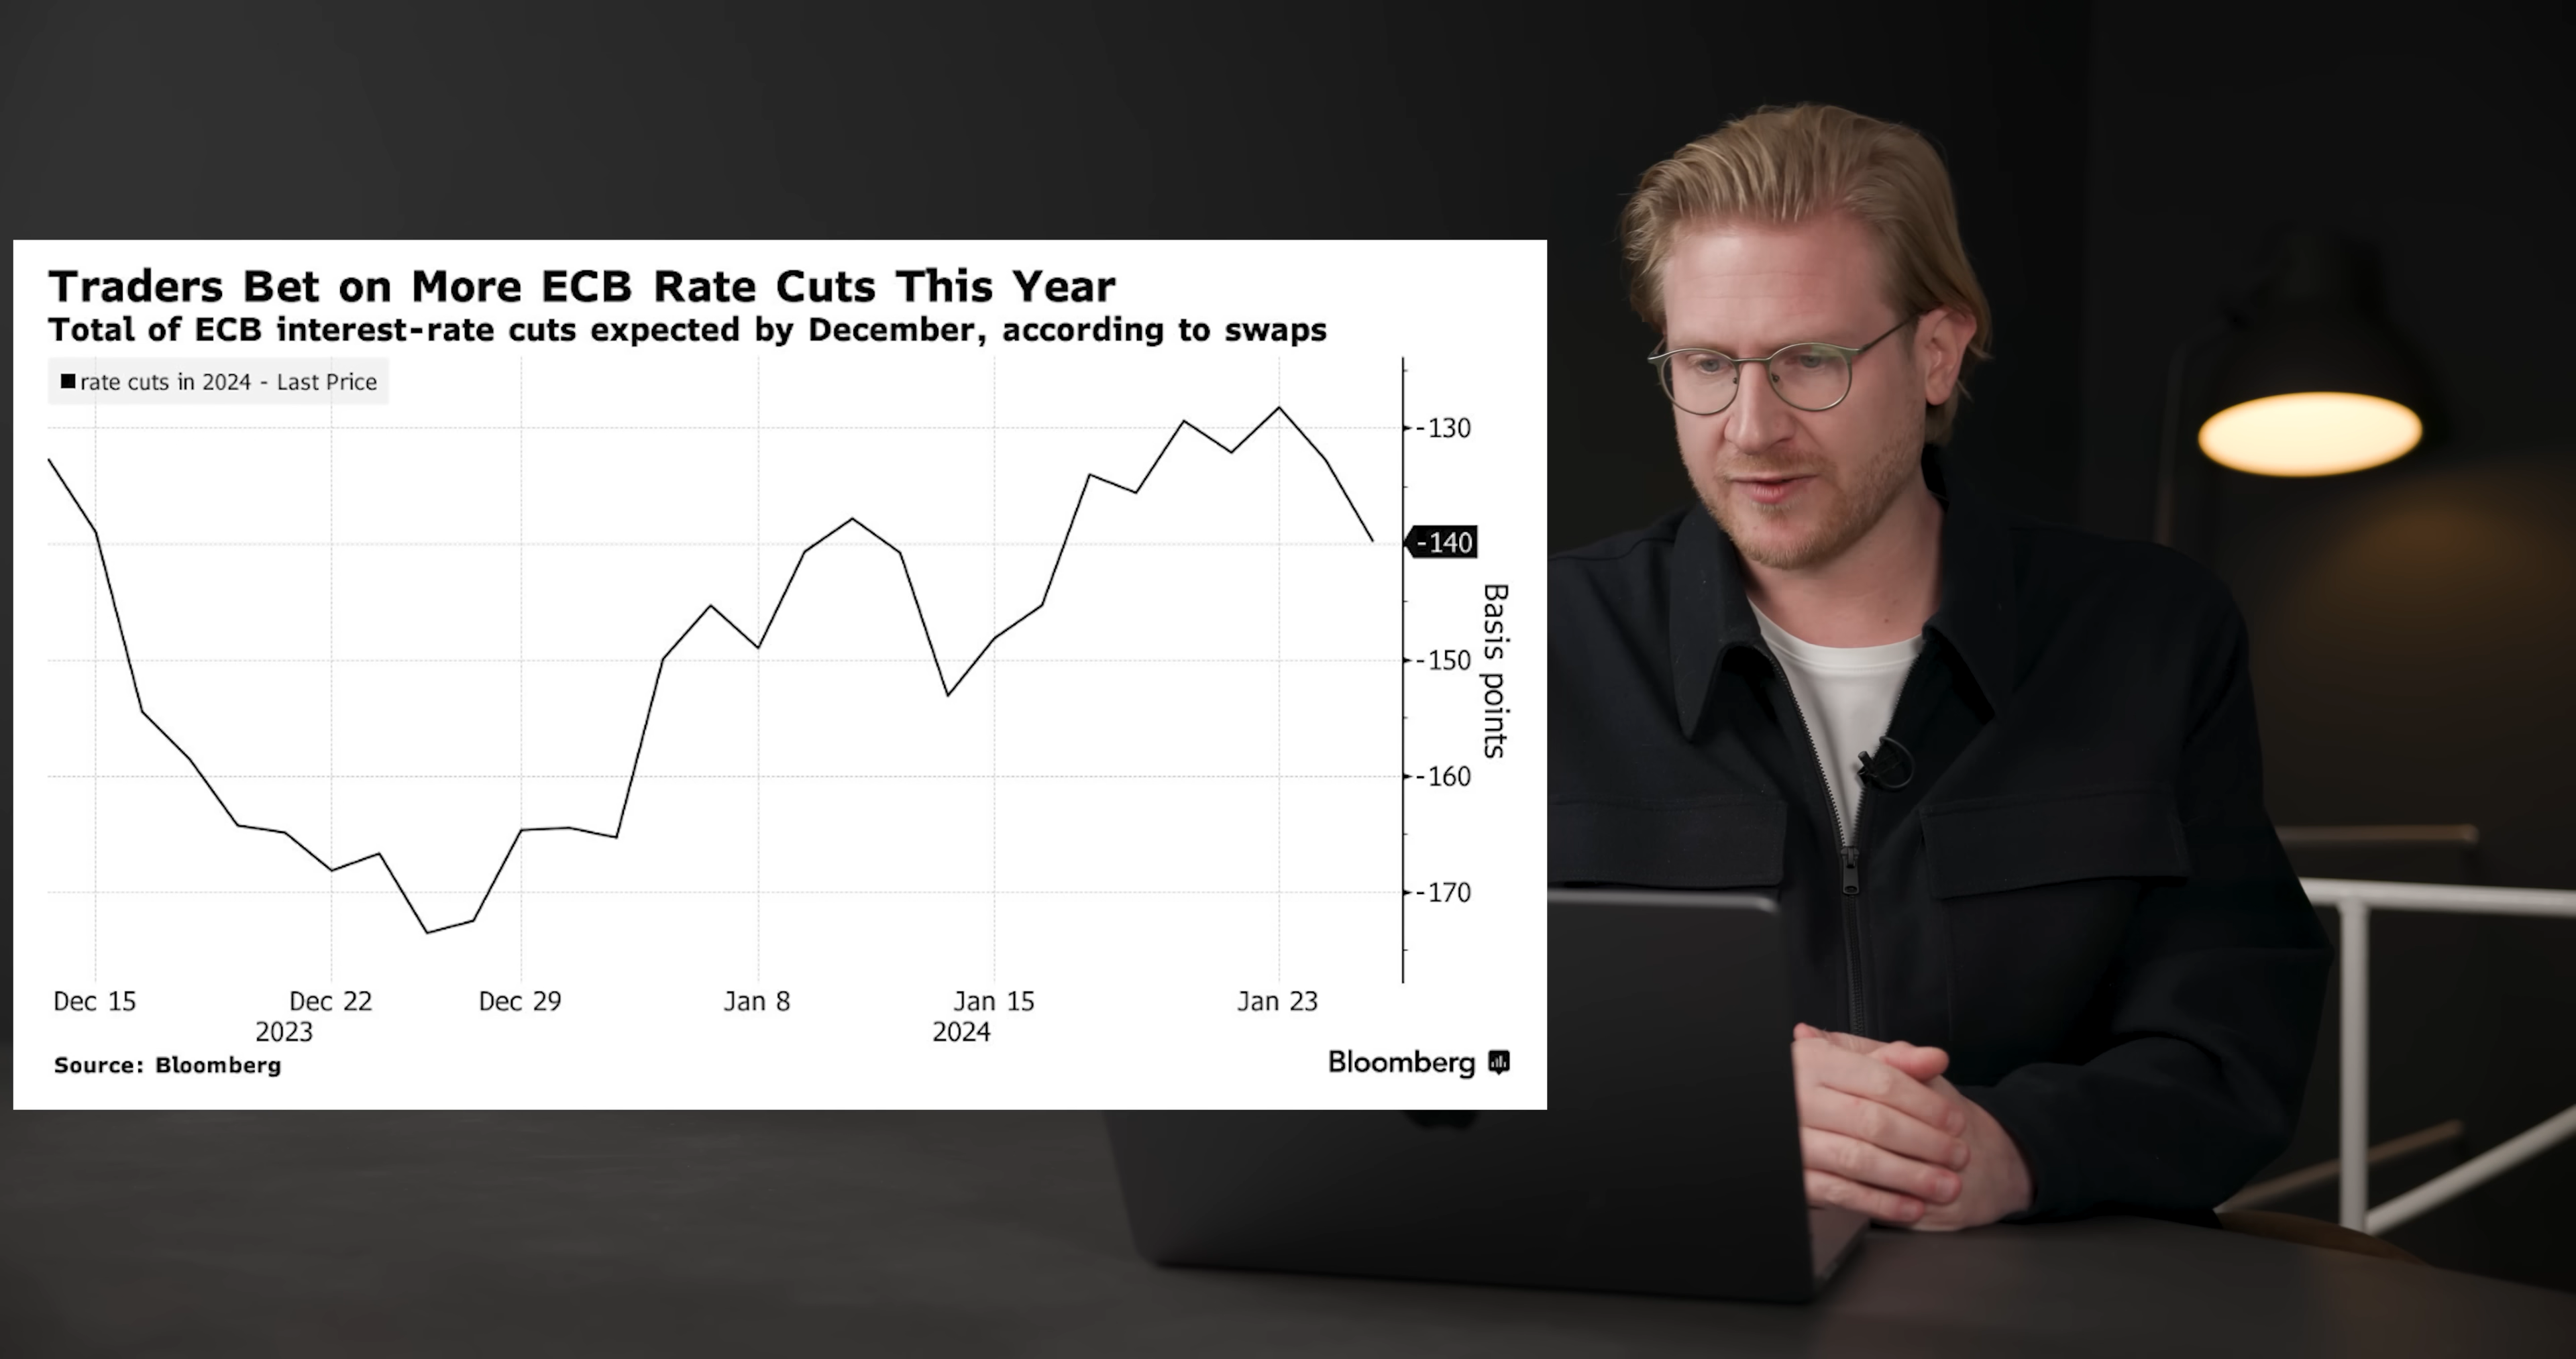 Traders Bet on More ECB Rate Cuts This Year
Total of ECB interest-rate cuts expected by December, according to swaps
rate cuts in 2024 - Last Price
-130
-140
-150
-160
-170
Basis points
Dec 15 Dec 22 Dec 29 Jan 8 Jan 15 Jan 23
2023 2024
Source: Bloomberg
Bloomberg